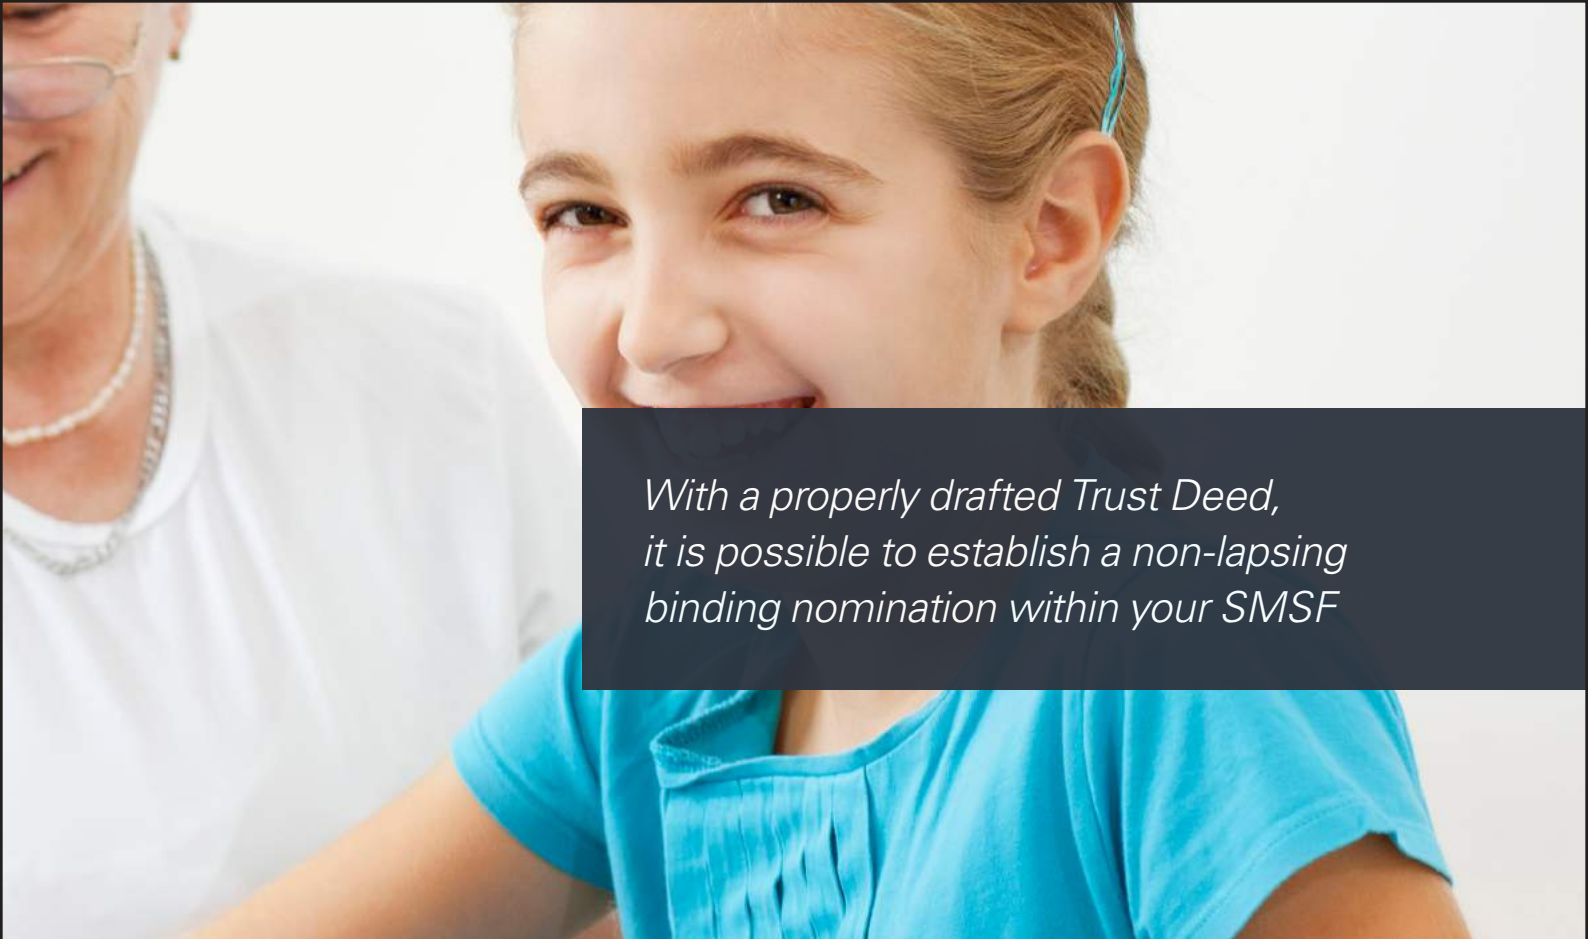 With a properly drafted Trust Deed,
it is possible to establish a non-lapsing
binding nomination within your SMSF